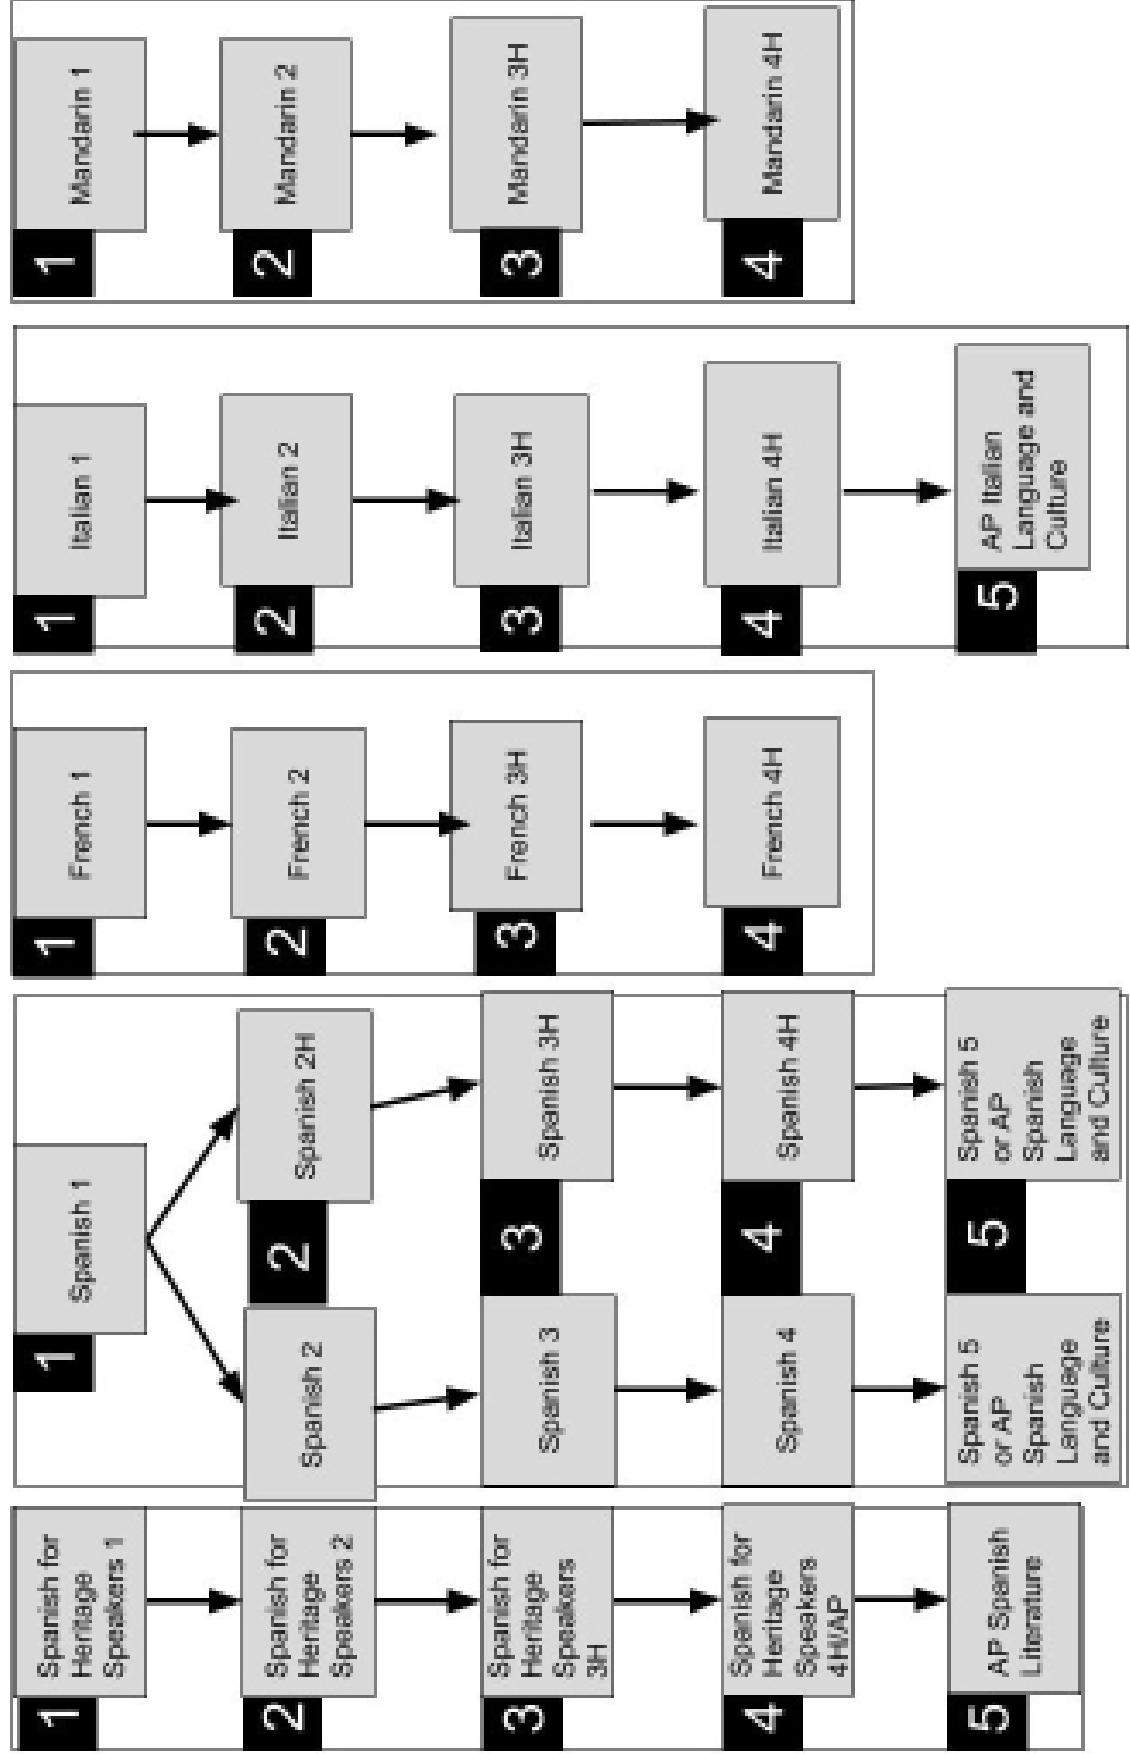 1
Spanish for
Heritage
Speakers 1
2
Spanish for
Heritage
Speakers 2
3
Spanish for
Heritage
Speakers
3H
4
Spanish for
Heritage
Speakers
4H/AP
5
AP Spanish
Literature
1
Spanish 1
Spanish 2
2
Spanish 2H
Spanish 3
3
Spanish 3H
Spanish 4
4
Spanish 4H
Spanish 5
or AP
Spanish
Language
and Culture
5
Spanish 5
or AP
Spanish
Language
and Culture
1
French 1
2
French 2
3
French 3H
4
French 4H
1
Italian 1
2
Italian 2
3
Italian 3H
4
Italian 4H
5
AP Italian
Language and
Culture
1
Mandarin 1
2
Mandarin 2
3
Mandarin 3H
4
Mandarin 4H